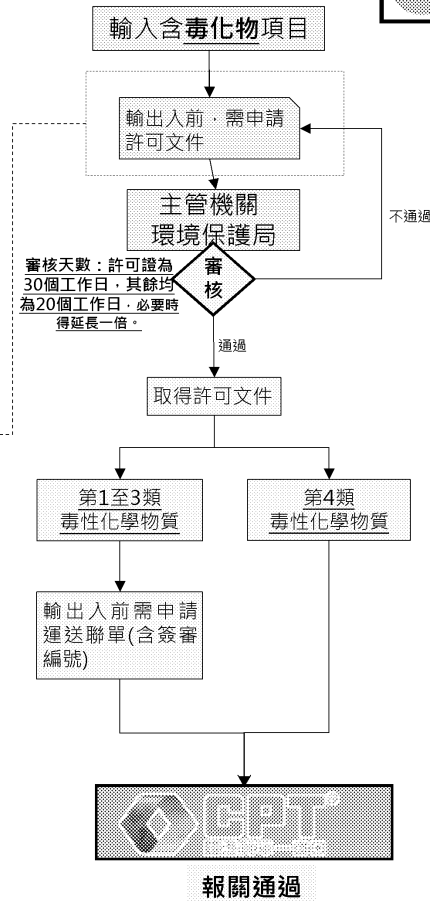 輸入含毒化物項目
輸出入前，需申請
許可文件
不通過
主管機關
環境保護局
審核天數：許可證為
30個工作日，其餘均
為20個工作日，必要時
得延長一倍。
審
核
通過
取得許可文件
第1至3類
毒性化學物質
第4類
毒性化學物質
輸出入前需申請
運送聯單(含簽審
編號)
CPT
報關通過